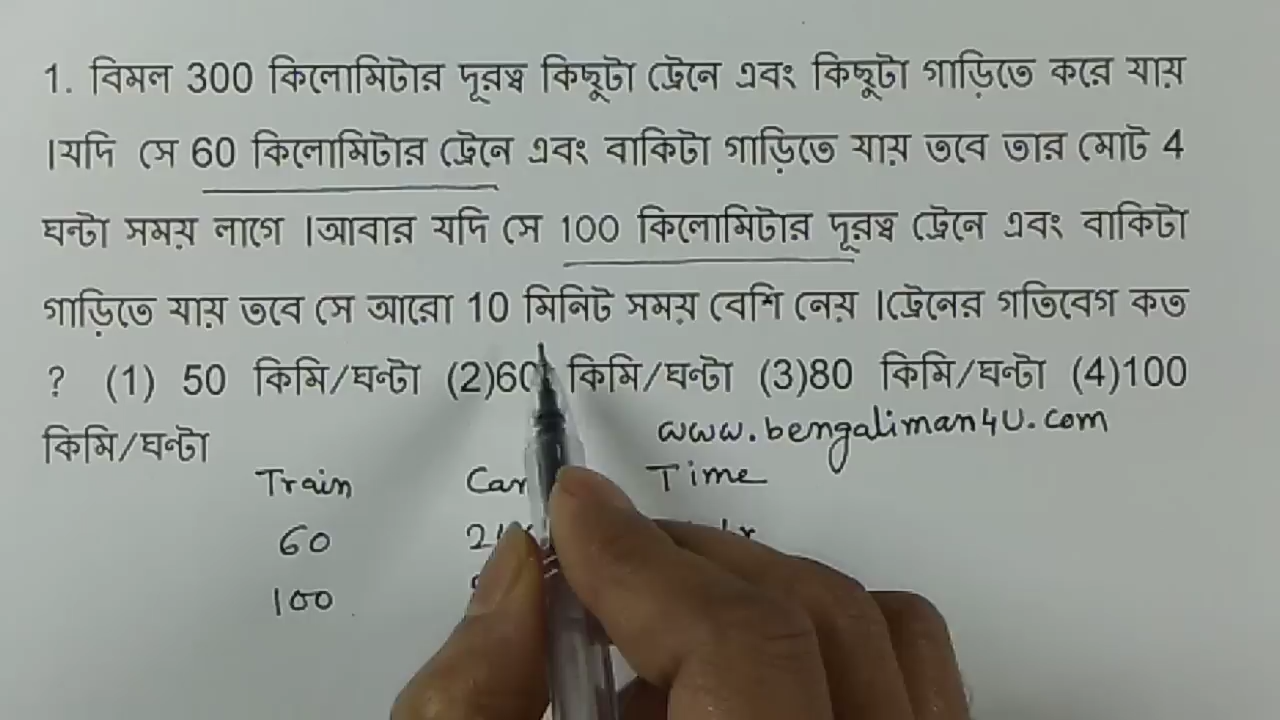 1. বিমল 300 কিলোমিটার দূরত্ব কিছুটা ট্রেনে এবং কিছুটা গাড়িতে করে যায়
।যদি সে 60 কিলোমিটার ট্রেনে এবং বাকিটা গাড়িতে যায় তবে তার মোট 4
ঘন্টা সময় লাগে ।আবার যদি সে 100 কিলোমিটার দূরত্ব ট্রেনে এবং বাকিটা
গাড়িতে যায় তবে সে আরো 10 মিনিট সময় বেশি নেয় ।ট্রেনের গতিবেগ কত
? (1) 50 কিমি/ঘন্টা (2)60 কিমি/ঘন্টা (3)80 কিমি/ঘন্টা (4)100
কিমি/ঘন্টা
www.bengaliman4U.com
Train Car Time
60
100